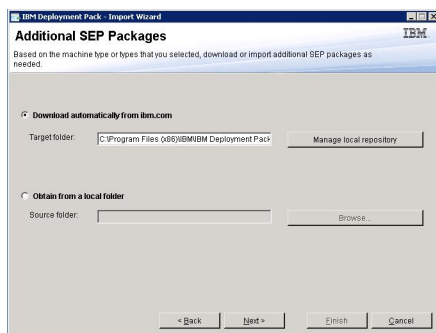 IBM Deployment Pack - Import Wizard
Additional SEP Packages
IBM
Based on the machine type or types that you selected, download or import additional SEP packages as
needed.
Download automatically from ibm.com
Target folder: C:\Program Files (x86)\IBM\IBM Deployment Pack Manage local repository
Obtain from a local folder
Source folder: Browse...
< Back Next > Finish Cancel